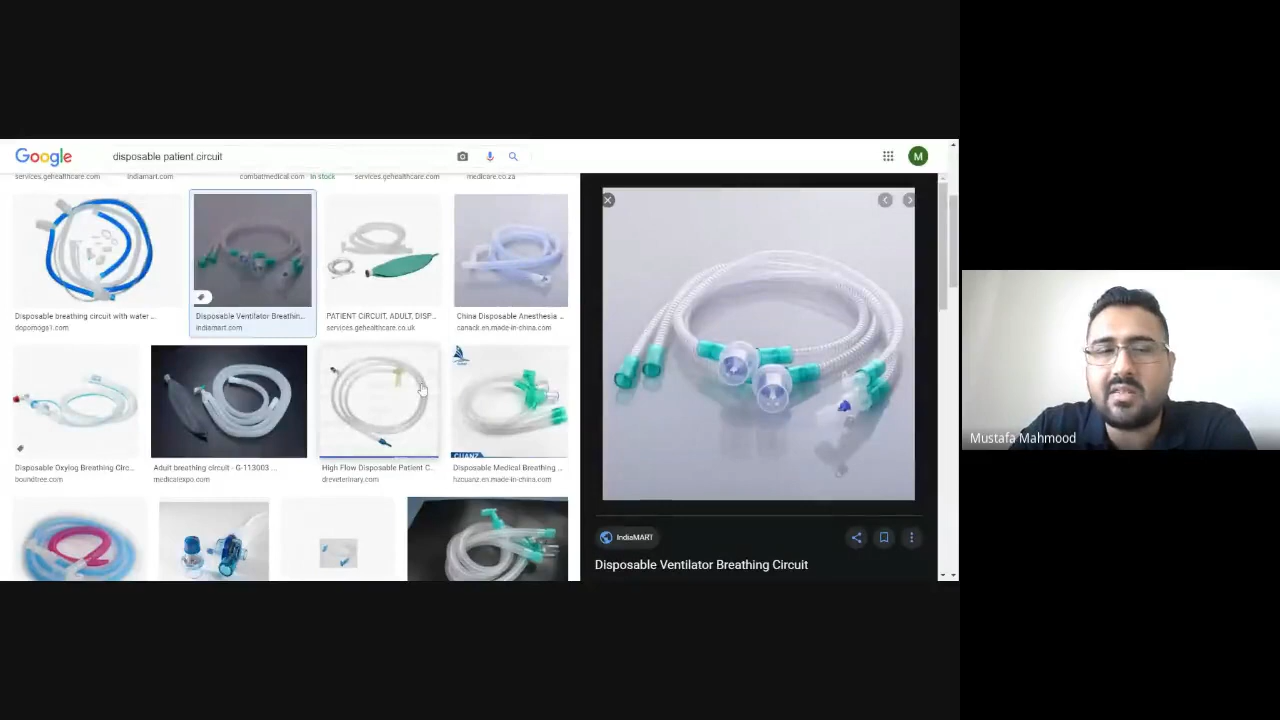 Google
disposable patient circuit
M
services.gehealthcare.com
indiamart.com
combatmedical.com In stock
services.gehealthcare.com
medicare.co.za
Disposable breathing circuit with water ...
dopomoga1.com
Disposable Ventilator Breathin...
indiamart.com
PATIENT CIRCUIT, ADULT, DISP...
services.gehealthcare.co.uk
China Disposable Anesthesia ...
canack.en.made-in-china.com
Disposable Oxylog Breathing Circ...
boundtree.com
Adult breathing circuit - G-113003 ...
medicalexpo.com
High Flow Disposable Patient C...
dreveterinary.com
GUANZ
Disposable Medical Breathing ...
hzcuanz.en.made-in-china.com
IndiaMART
Disposable Ventilator Breathing Circuit
Mustafa Mahmood